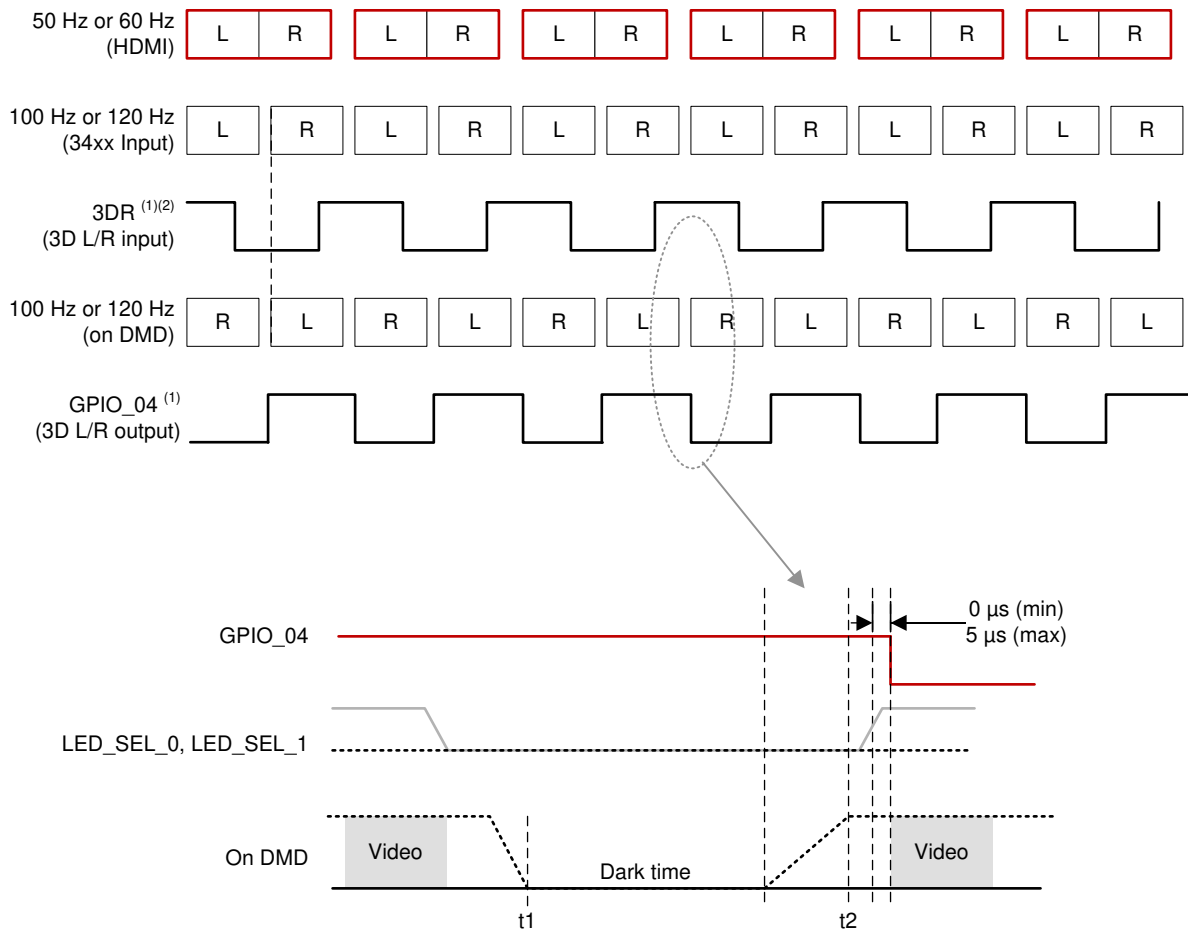 50 Hz or 60 Hz
(HDMI)
L R L R L R L R L R L R
100 Hz or 120 Hz
(34xx Input)
L R L R L R L R L R L R
3DR (1)(2)
(3D L/R input)
100 Hz or 120 Hz
(on DMD)
R L R L R L R L R L R L
GPIO_04 (1)
(3D L/R output)
GPIO_04
0 µs (min)
5 µs (max)
LED_SEL_0, LED_SEL_1
On DMD
Video
Dark time
Video
t1
t2